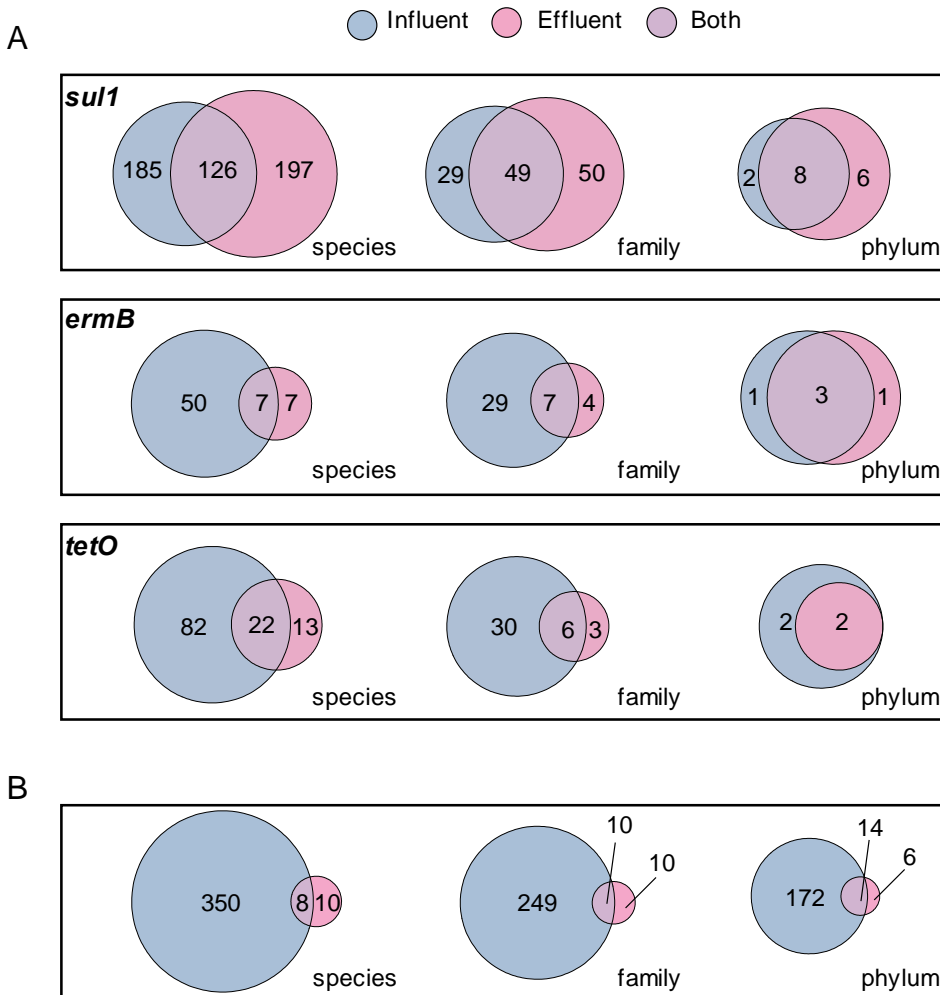 Influent Effluent Both
A
sul1
185 126 197
species
29 49 50
family
2 8 6
phylum
ermB
50 7 7
species
29 7 4
family
1 3 1
phylum
tetO
82 22 13
species
30 6 3
family
2 2
phylum
B
350 8 10
species
249 10 10
family
172 14 6
phylum